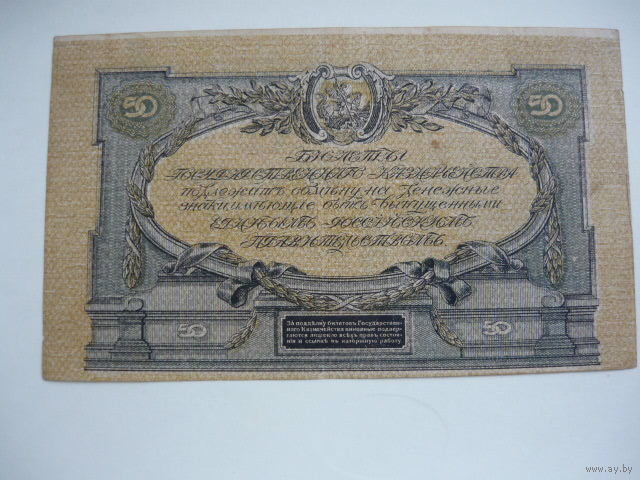 50 50
БИЛЕТЫ
ГОСУДАРСТВЕННАГО КАЗНАЧЕЙСТВА
подлежатъ обмѣну на денежные
знаки имѣющіе быть выпущенными
ЕДИНЫМЪ РОССІЙСКИМЪ
ПРАВИТЕЛЬСТВОМЪ.
За поддѣлку билетовъ Государствен-
наго Казначейства виновные подвер-
гаются лишенію всѣхъ правъ состоя-
нія и ссылкѣ въ каторжную работу
50 50
www.ay.by